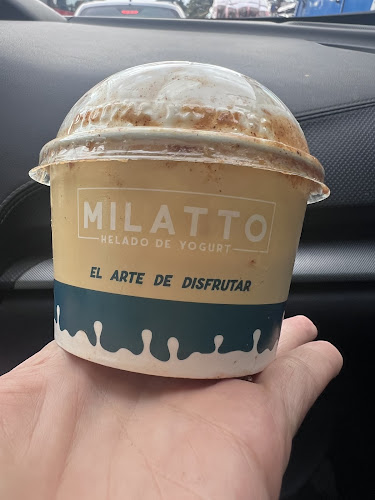 MILATTO
HELADO DE YOGURT
EL ARTE DE DISFRUTAR